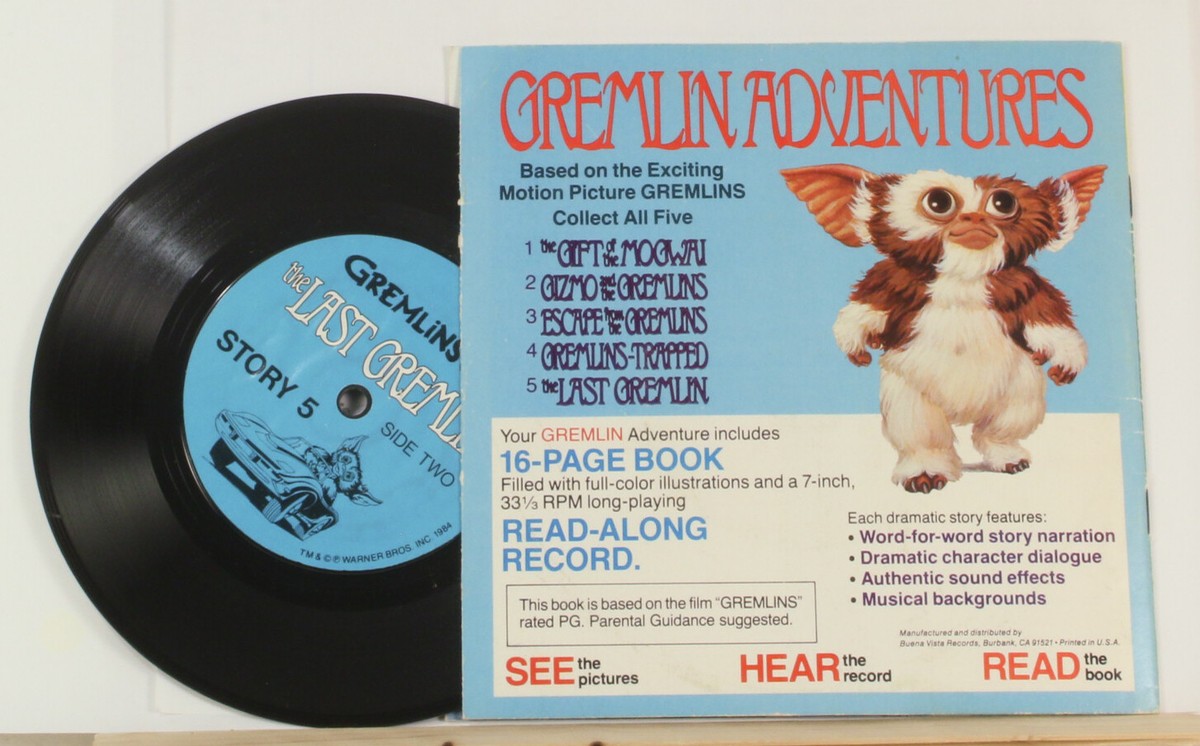 GREMLINS
the LAST GREML
STORY 5
SIDE TWO
TM & © ℗ WARNER BROS. INC. 1984
GREMLIN ADVENTURES
Based on the Exciting
Motion Picture GREMLINS
Collect All Five
1 the GIFT of the MOGWAI
2 GIZMO and the GREMLINS
3 ESCAPE from the GREMLINS
4 GREMLINS-TRAPPED
5 the LAST GREMLIN
Your GREMLIN Adventure includes
16-PAGE BOOK
Filled with full-color illustrations and a 7-inch,
33⅓ RPM long-playing
READ-ALONG
RECORD.
This book is based on the film "GREMLINS"
rated PG. Parental Guidance suggested.
Each dramatic story features:
• Word-for-word story narration
• Dramatic character dialogue
• Authentic sound effects
• Musical backgrounds
Manufactured and distributed by
Buena Vista Records, Burbank, CA 91521 • Printed in U.S.A.
SEE the pictures
HEAR the record
READ the book